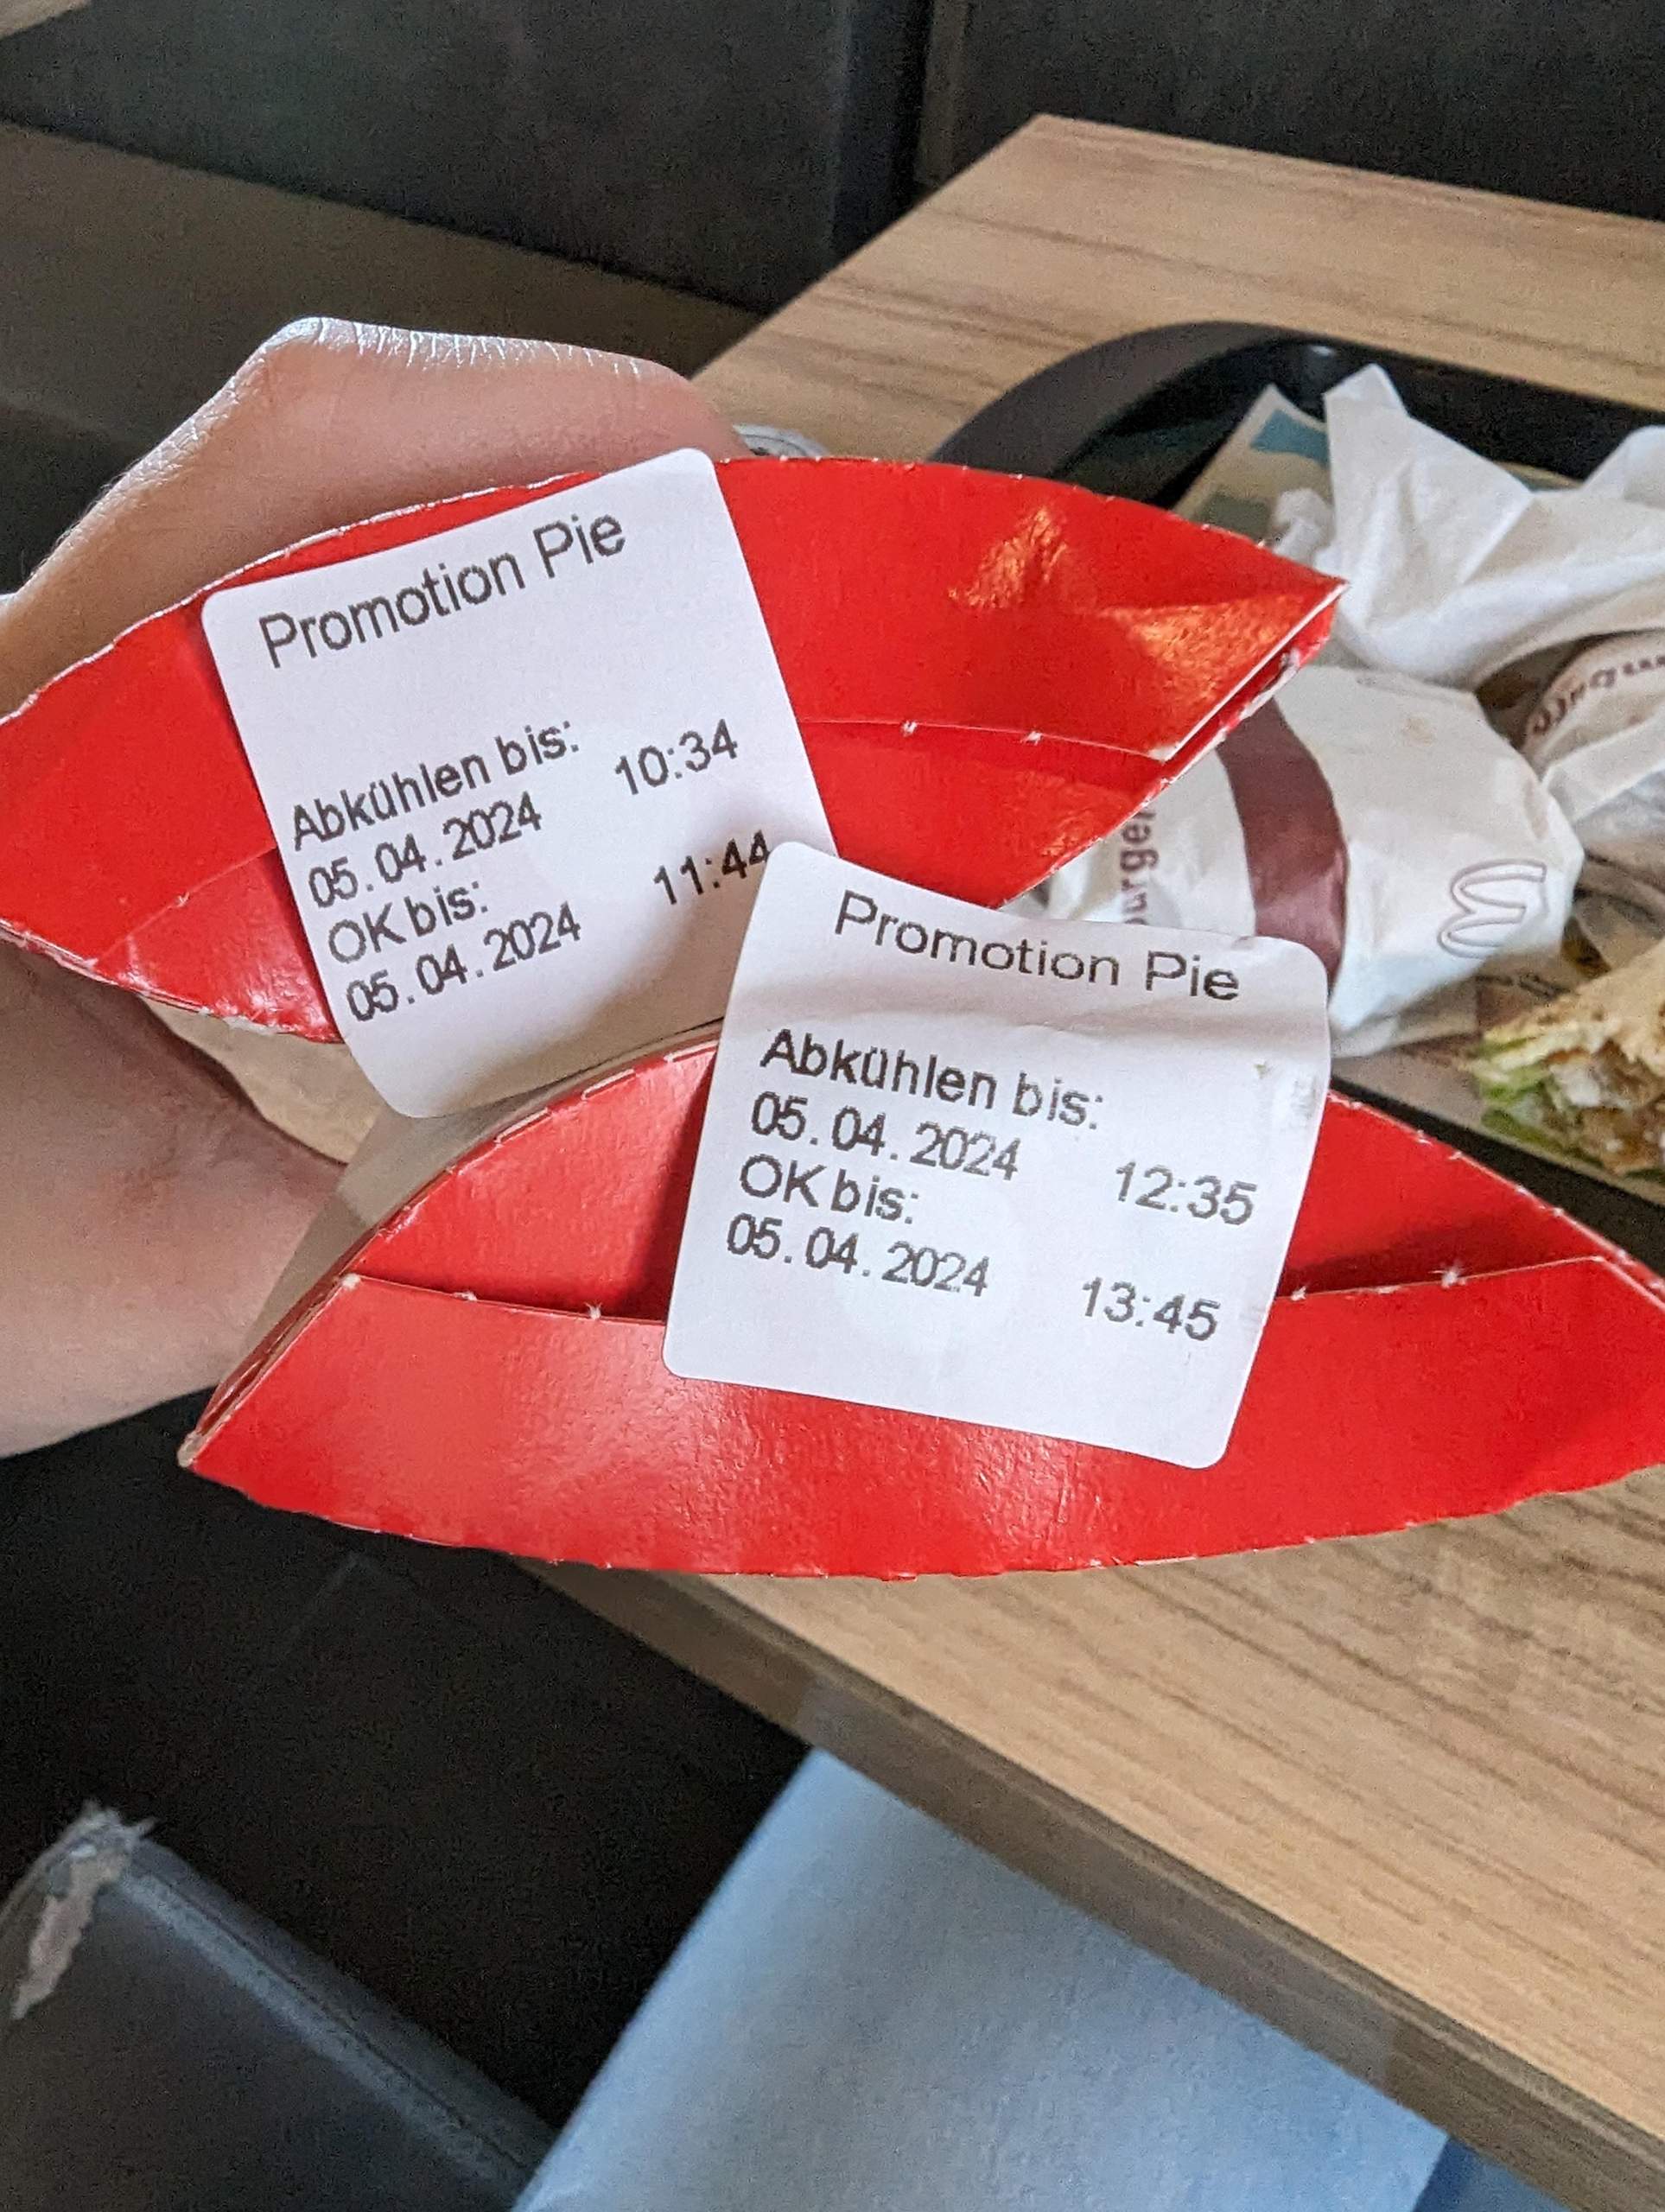 Promotion Pie
Abkühlen bis:
05.04.2024 10:34
OK bis:
05.04.2024 11:44
Promotion Pie
Abkühlen bis:
05.04.2024 12:35
OK bis:
05.04.2024 13:45